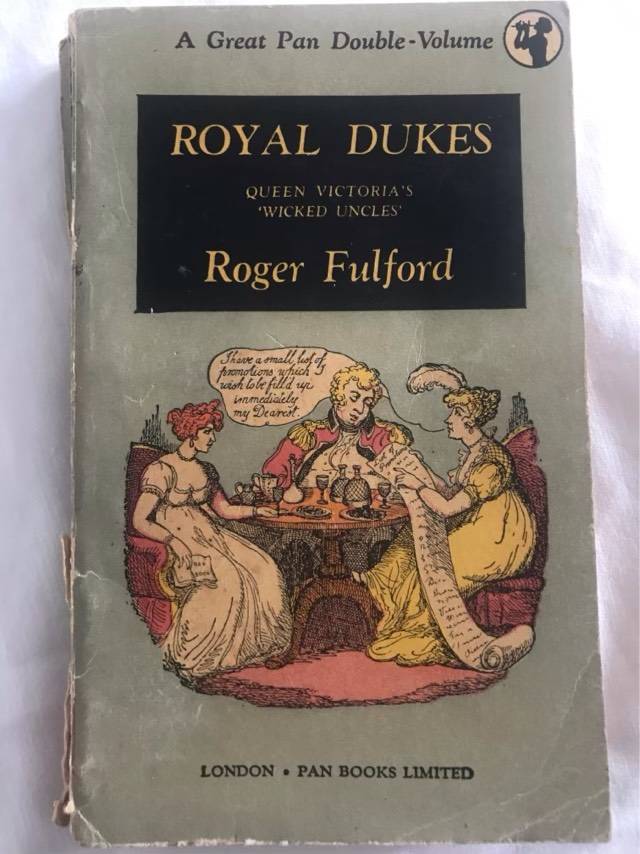 A Great Pan Double-Volume
ROYAL DUKES
QUEEN VICTORIA'S
'WICKED UNCLES'
Roger Fulford
I have a small list of
promotions which I
wish to be fill'd up
immediately
my Dearest.
LONDON • PAN BOOKS LIMITED